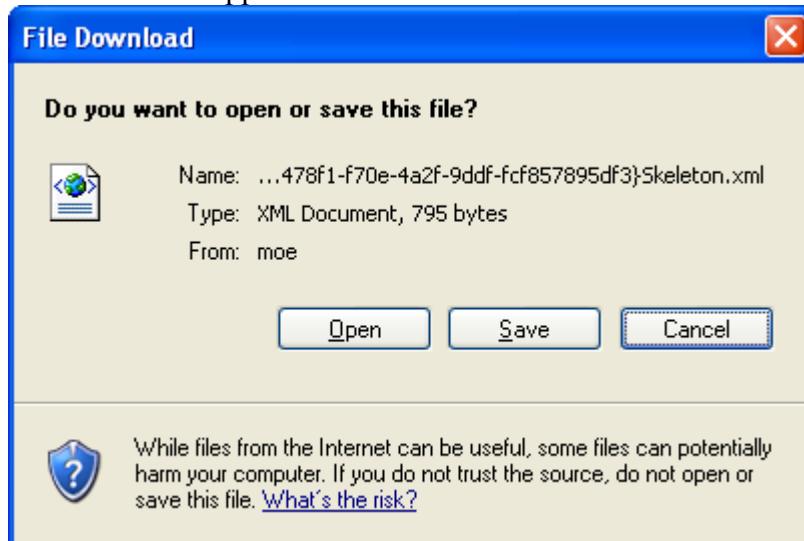 File Download
Do you want to open or save this file?
Name: ...478f1-f70e-4a2f-9ddf-fcf857895df3}Skeleton.xml
Type: XML Document, 795 bytes
From: moe
Open Save Cancel
While files from the Internet can be useful, some files can potentially
harm your computer. If you do not trust the source, do not open or
save this file. What's the risk?